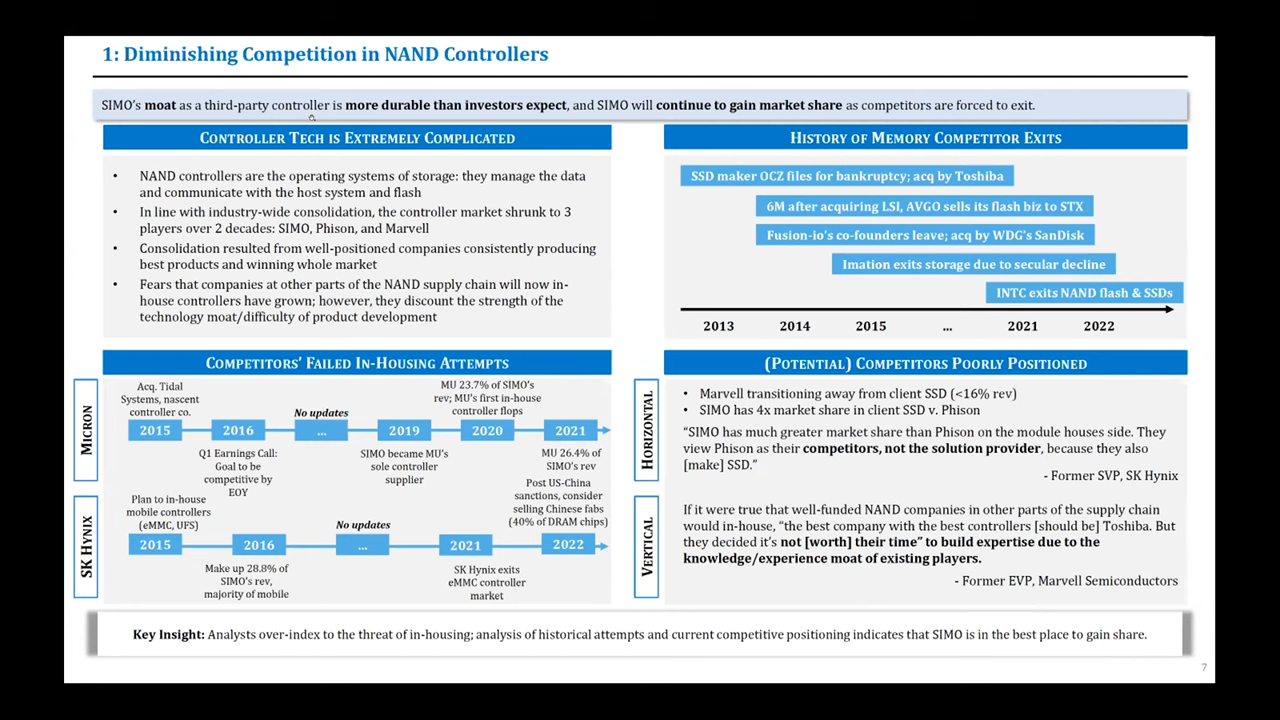 1: Diminishing Competition in NAND Controllers
SIMO's moat as a third-party controller is more durable than investors expect, and SIMO will continue to gain market share as competitors are forced to exit.
CONTROLLER TECH IS EXTREMELY COMPLICATED
• NAND controllers are the operating systems of storage: they manage the data
and communicate with the host system and flash
• In line with industry-wide consolidation, the controller market shrunk to 3
players over 2 decades: SIMO, Phison, and Marvell
• Consolidation resulted from well-positioned companies consistently producing
best products and winning whole market
• Fears that companies at other parts of the NAND supply chain will now in-
house controllers have grown; however, they discount the strength of the
technology moat/difficulty of product development
HISTORY OF MEMORY COMPETITOR EXITS
SSD maker OCZ files for bankruptcy; acq by Toshiba
6M after acquiring LSI, AVGO sells its flash biz to STX
Fusion-io's co-founders leave; acq by WDG's SanDisk
Imation exits storage due to secular decline
INTC exits NAND flash & SSDs
2013 2014 2015 ... 2021 2022
COMPETITORS' FAILED IN-HOUSING ATTEMPTS
MICRON
Acq. Tidal
Systems, nascent
controller co.
No updates
MU 23.7% of SIMO's
rev; MU's first in-house
controller flops
2015 2016 ... 2019 2020 2021
Q1 Earnings Call:
Goal to be
competitive by
EOY
SIMO became MU's
sole controller
supplier
MU 26.4% of
SIMO's rev
SK HYNIX
Plan to in-house
mobile controllers
(eMMC, UFS)
No updates
Post US-China
sanctions, consider
selling Chinese fabs
(40% of DRAM chips)
2015 2016 ... 2021 2022
Make up 28.8% of
SIMO's rev,
majority of mobile
SK Hynix exits
eMMC controller
market
(POTENTIAL) COMPETITORS POORLY POSITIONED
HORIZONTAL
• Marvell transitioning away from client SSD (<16% rev)
• SIMO has 4x market share in client SSD v. Phison
"SIMO has much greater market share than Phison on the module houses side. They
view Phison as their competitors, not the solution provider, because they also
[make] SSD."
- Former SVP, SK Hynix
VERTICAL
If it were true that well-funded NAND companies in other parts of the supply chain
would in-house, "the best company with the best controllers [should be] Toshiba. But
they decided it's not [worth] their time" to build expertise due to the
knowledge/experience moat of existing players.
- Former EVP, Marvell Semiconductors
Key Insight: Analysts over-index to the threat of in-housing; analysis of historical attempts and current competitive positioning indicates that SIMO is in the best place to gain share.
7